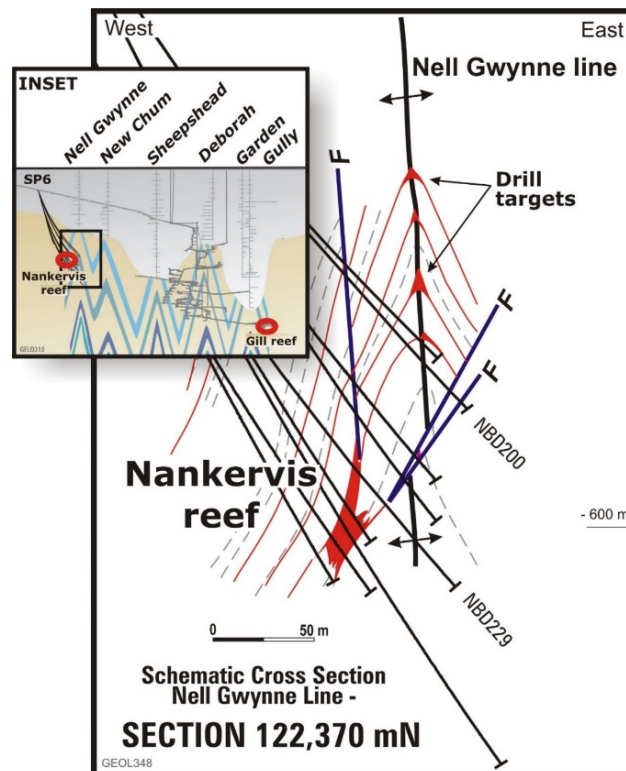 West
East
Nell Gwynne line
INSET
Nell Gwynne
New Chum
Sheepshead
Deborah
Garden
Gully
SP6
Nankervis
reef
Gill reef
GEL0310
F
Drill
targets
F
F
NBD200
Nankervis
reef
- 600 m
NBD229
0 50 m
Schematic Cross Section
Nell Gwynne Line -
SECTION 122,370 mN
GEOL348